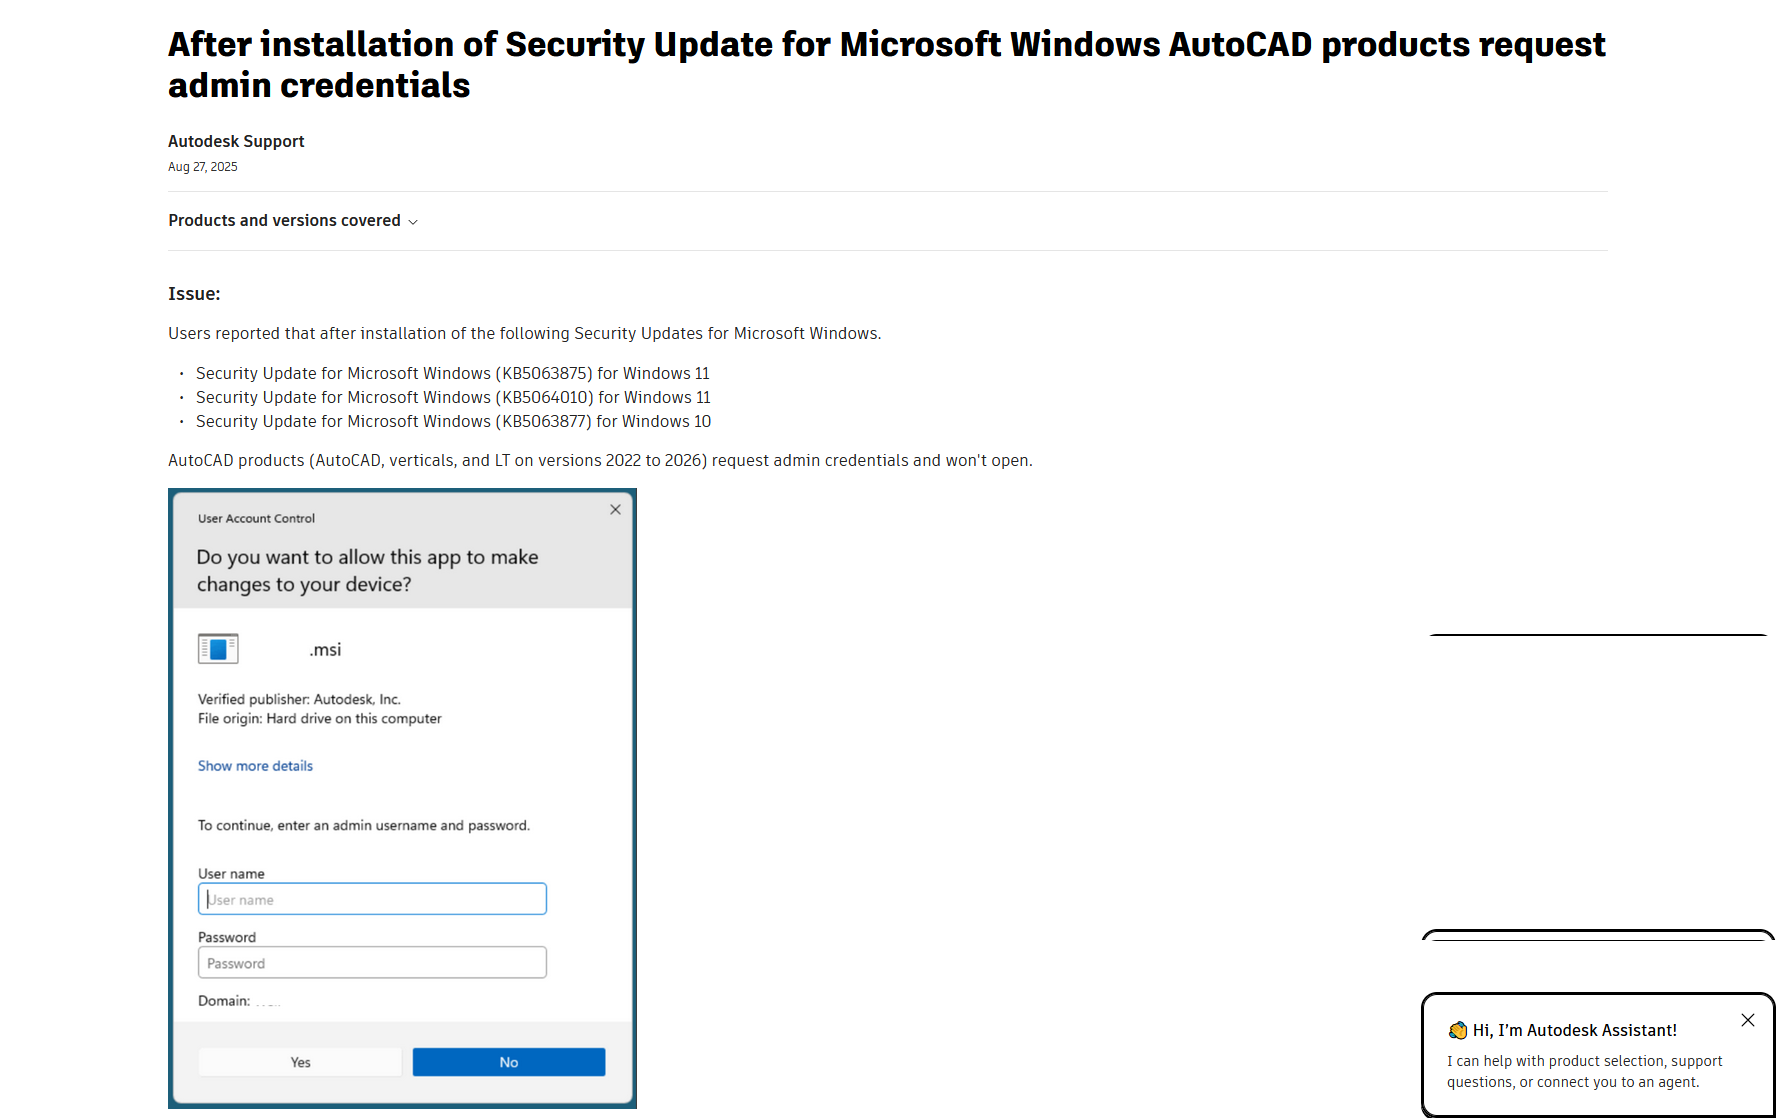 After installation of Security Update for Microsoft Windows AutoCAD products request
admin credentials
Autodesk Support
Aug 27, 2025
Products and versions covered
Issue:
Users reported that after installation of the following Security Updates for Microsoft Windows.
• Security Update for Microsoft Windows (KB5063875) for Windows 11
• Security Update for Microsoft Windows (KB5064010) for Windows 11
• Security Update for Microsoft Windows (KB5063877) for Windows 10
AutoCAD products (AutoCAD, verticals, and LT on versions 2022 to 2026) request admin credentials and won't open.
User Account Control
Do you want to allow this app to make
changes to your device?
.msi
Verified publisher: Autodesk, Inc.
File origin: Hard drive on this computer
Show more details
To continue, enter an admin username and password.
User name
User name
Password
Password
Domain:
Yes
No
Hi, I’m Autodesk Assistant!
I can help with product selection, support
questions, or connect you to an agent.